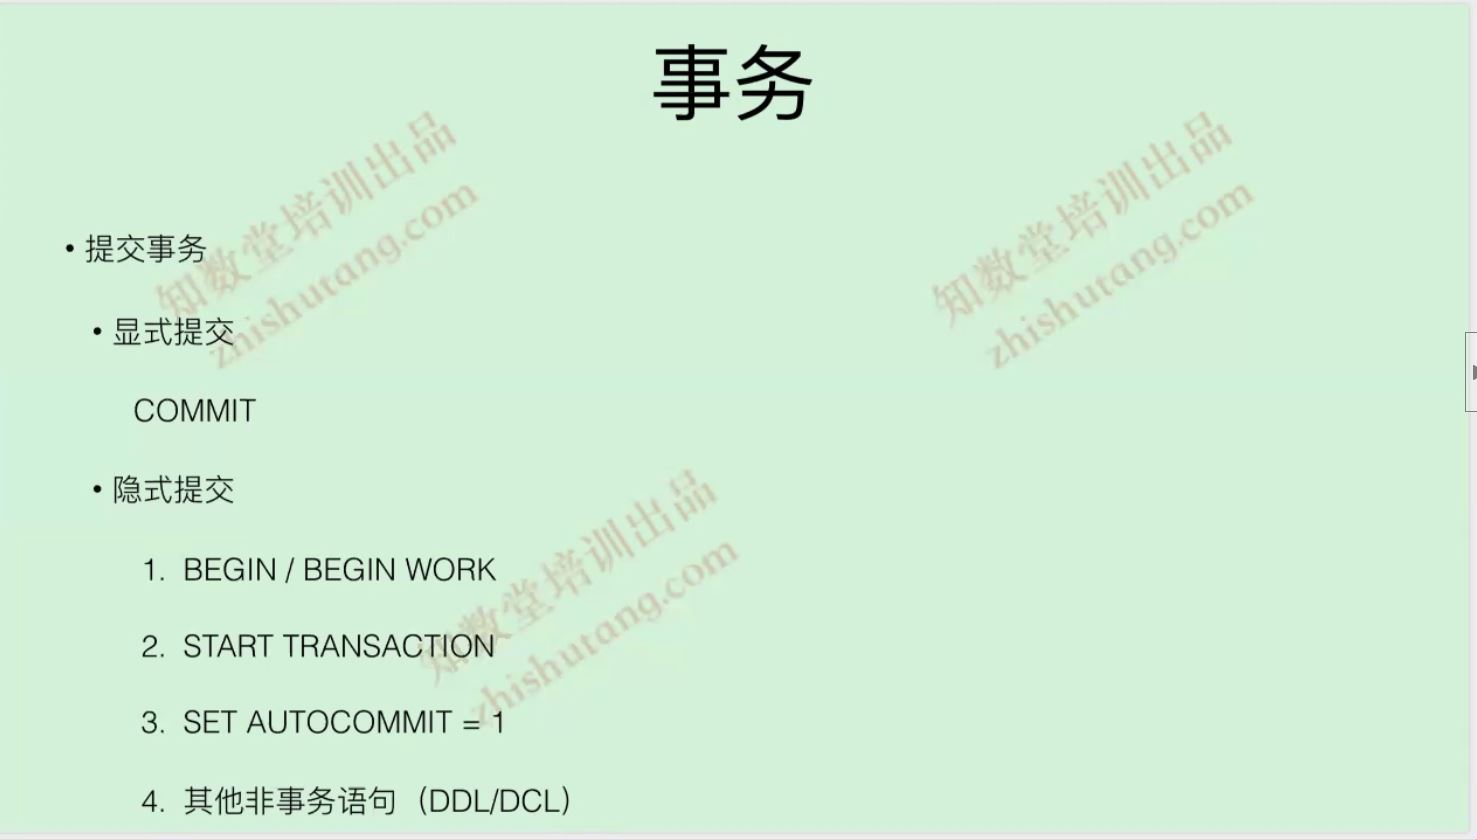 事务
知数堂培训出品
zhishutang.com
知数堂培训出品
zhishutang.com
• 提交事务
• 显式提交
COMMIT
• 隐式提交
1. BEGIN / BEGIN WORK
2. START TRANSACTION
3. SET AUTOCOMMIT = 1
4. 其他非事务语句（DDL/DCL）
知数堂培训出品
zhishutang.com